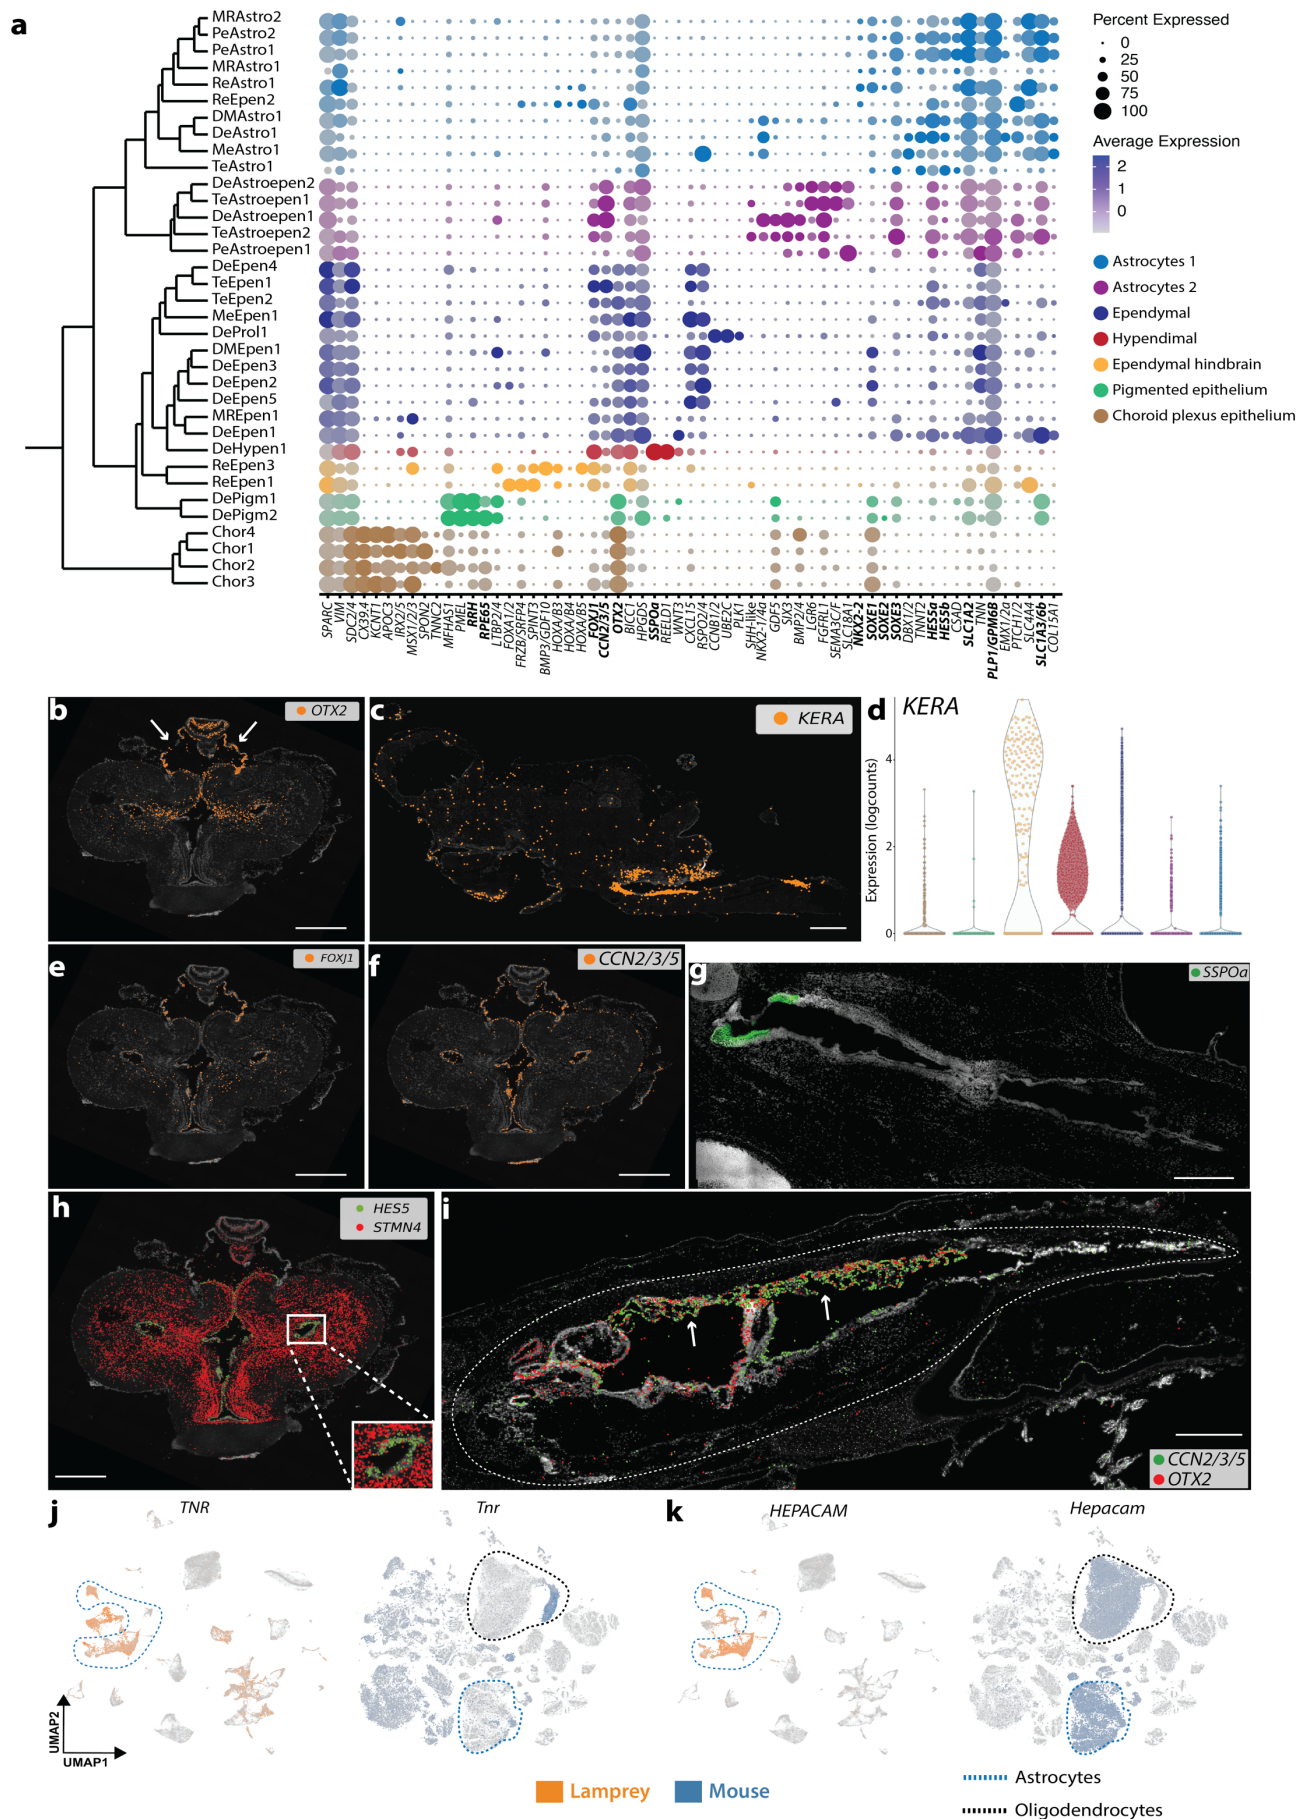 a
MRAstro2
PeAstro2
PeAstro1
MRAstro1
ReAstro1
ReEpen2
DMAstro1
DeAstro1
MeAstro1
TeAstro1
DeAstroepen2
TeAstroepen1
DeAstroepen1
TeAstroepen2
PeAstroepen1
DeEpen4
TeEpen1
TeEpen2
MeEpen1
DeProl1
DMEpen1
DeEpen3
DeEpen2
DeEpen5
MREpen1
DeEpen1
DeHypen1
ReEpen3
ReEpen1
DePigm1
DePigm2
Chor4
Chor1
Chor2
Chor3
SPARC
VIM
SDC2/4
CX39.4
KCNT1
APOC3
IRX2/5
MSX1/2/3
SPON2
TNNC2
MFHAS1
PMEL
RRH
RPE65
LTBP2/4
FOXA1/2
FRZB/SRFP4
SPINT3
BMP3/GDF10
HOXA/B3
HOXA/B4
HOXA/B5
FOXJ1
CCN2/3/5
OTX2
BICC1
HPGDS
SSPOa
REELD1
WNT3
CXCL15
RSPO2/4
CCNB1/2
UBE2C
PLK1
SHH-like
NKX2-1/4a
GDF5
SIX3
BMP2/4
LGR6
FGFRL1
SEMA3C/F
SLC18A1
NKX2-2
SOXE1
SOXE2
SOXE3
DBX1/2
TNNT2
HES5a
HES5b
CSAD
SLC1A2
TNN
PLP1/GPM6B
EMX1/2a
PTCH1/2
SLC4A4
SLC1A3/6b
COL15A1
Percent Expressed
0
25
50
75
100
Average Expression
2
1
0
Astrocytes 1
Astrocytes 2
Ependymal
Hypendimal
Ependymal hindbrain
Pigmented epithelium
Choroid plexus epithelium
b
OTX2
c
KERA
d
KERA
Expression (logcounts)
4
2
0
e
FOXJ1
f
CCN2/3/5
g
SSPOa
h
HES5
STMN4
i
CCN2/3/5
OTX2
j
TNR
Tnr
k
HEPACAM
Hepacam
UMAP2
UMAP1
Lamprey
Mouse
Astrocytes
Oligodendrocytes